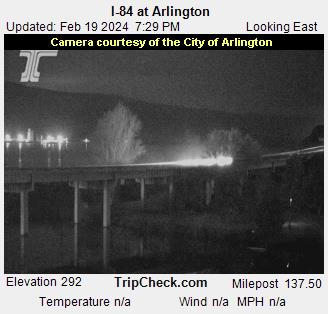 I-84 at Arlington
Updated: Feb 19 2024 7:29 PM Looking East
Camera courtesy of the City of Arlington
Elevation 292 TripCheck.com Milepost 137.50
Temperature n/a Wind n/a MPH n/a